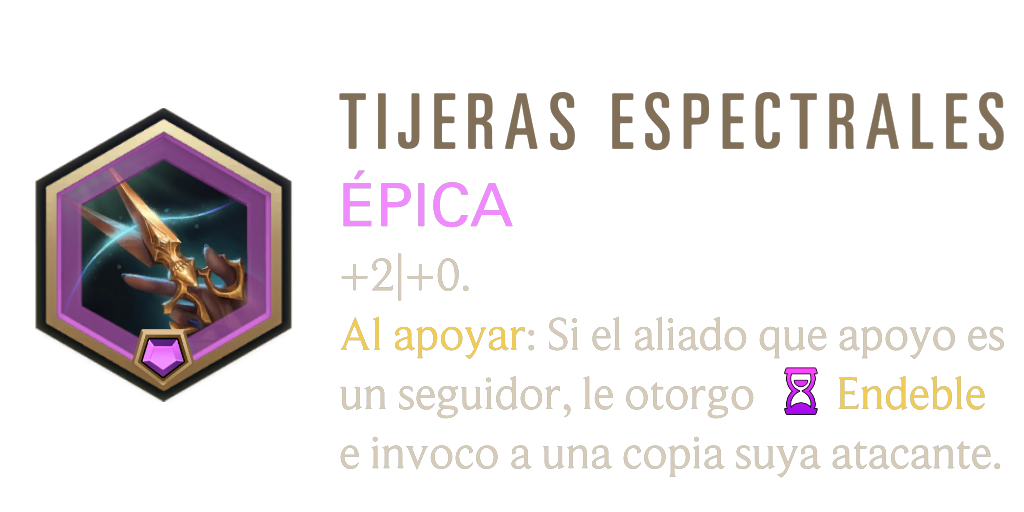 TIJERAS ESPECTRALES
ÉPICA
+2|+0.
Al apoyar: Si el aliado que apoyo es
un seguidor, le otorgo Endeble
e invoco a una copia suya atacante.